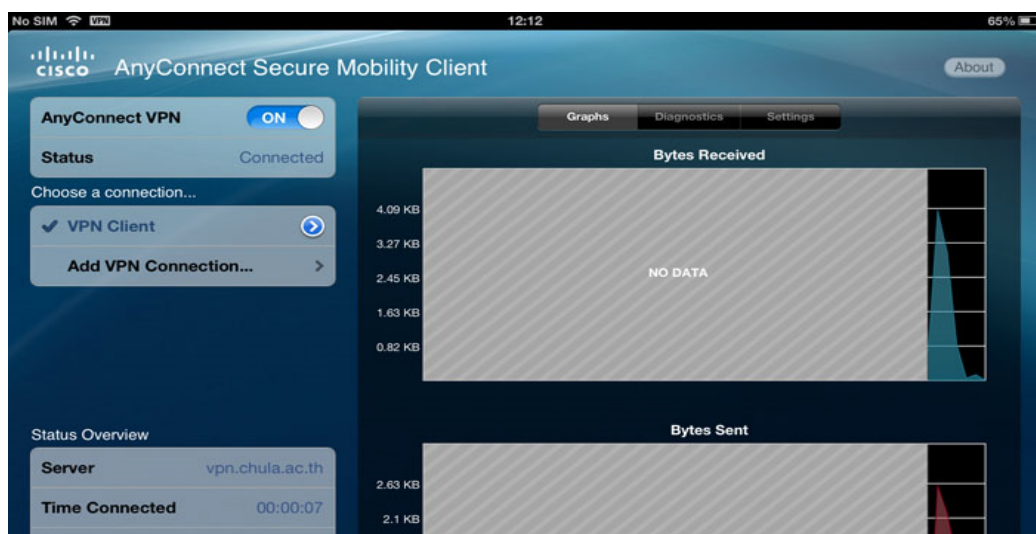 No SIM VPN 12:12 65%
CISCO AnyConnect Secure Mobility Client About
AnyConnect VPN ON
Status Connected
Choose a connection...
VPN Client
Add VPN Connection...
Status Overview
Server vpn.chula.ac.th
Time Connected 00:00:07
Graphs Diagnostics Settings
Bytes Received
4.09 KB
3.27 KB
2.45 KB
1.63 KB
0.82 KB
NO DATA
Bytes Sent
2.63 KB
2.1 KB